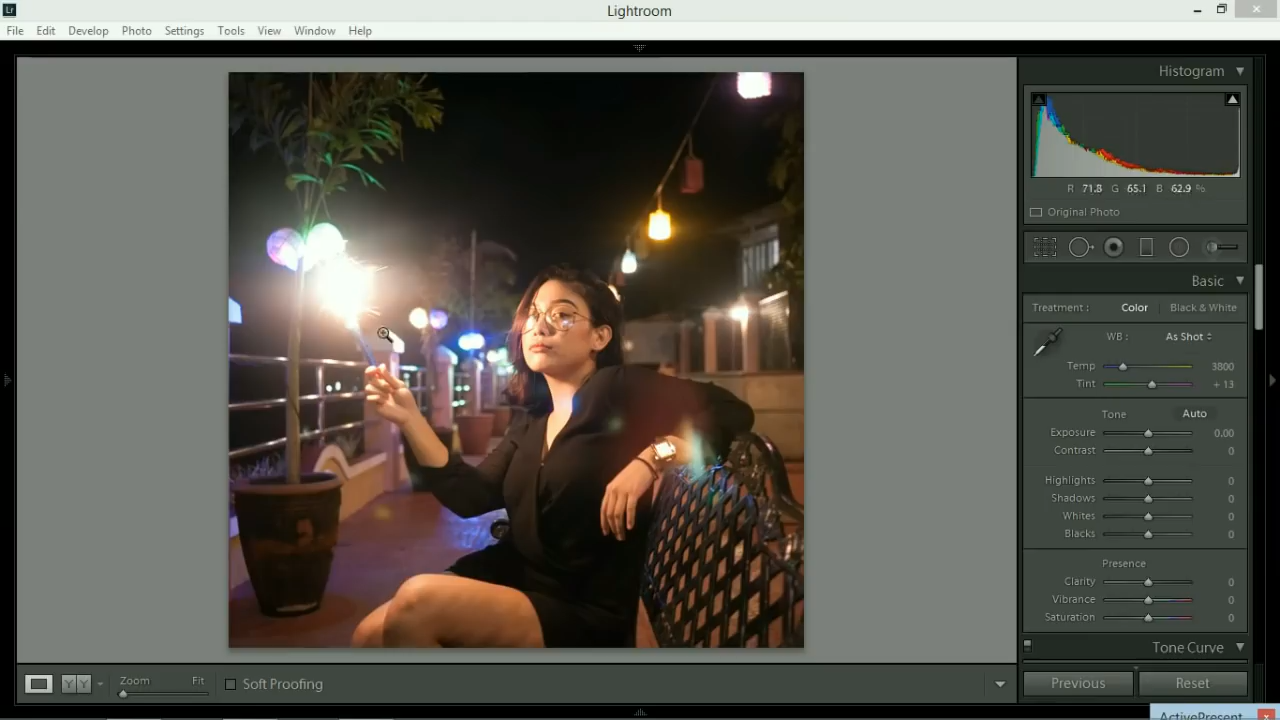 Lr Lightroom
File Edit Develop Photo Settings Tools View Window Help
Histogram
R 71.8 G 65.1 B 62.9 %
Original Photo
Basic
Treatment : Color Black & White
WB : As Shot
Temp 3800
Tint + 13
Tone Auto
Exposure 0.00
Contrast 0
Highlights 0
Shadows 0
Whites 0
Blacks 0
Presence
Clarity 0
Vibrance 0
Saturation 0
Tone Curve
YY Zoom Fit Soft Proofing
Previous Reset
ActivePresent x